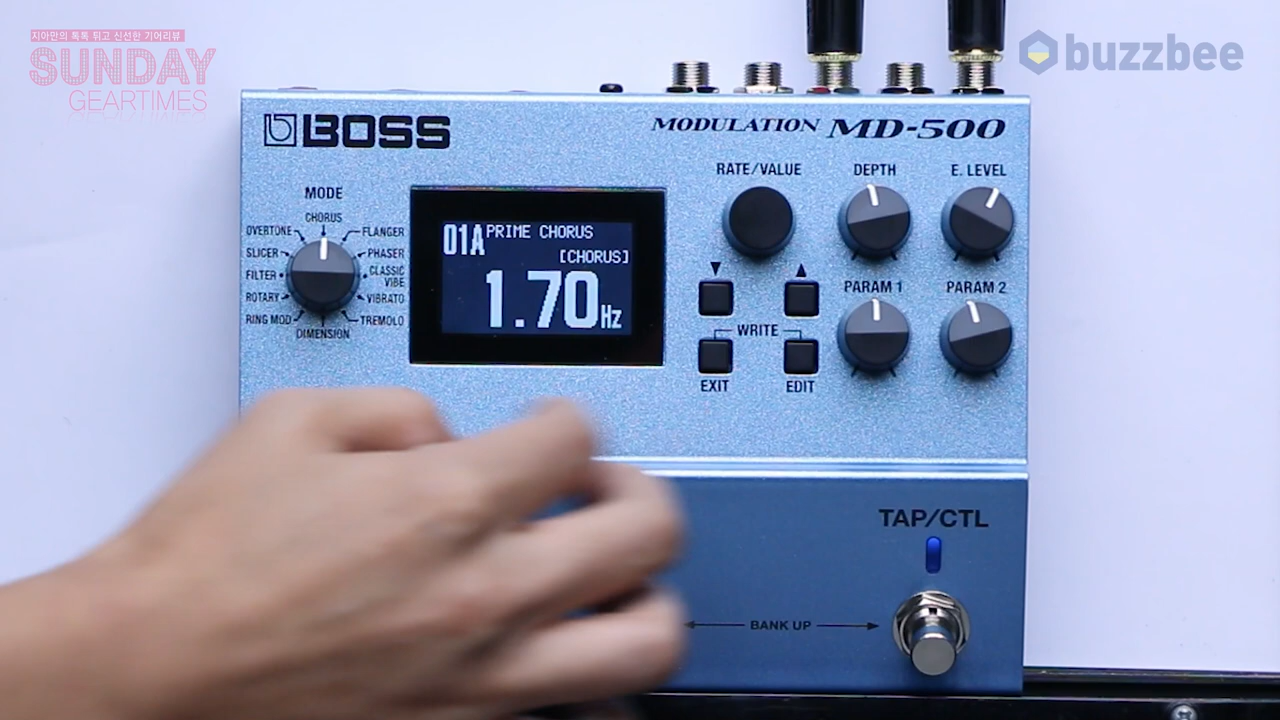 지아만의 톡톡 튀고 신선한 기어리뷰
SUNDAY
GEARTIMES
buzzbee
BOSS
MODULATION MD-500
MODE
CHORUS
OVERTONE
FLANGER
SLICER
PHASER
FILTER
CLASSIC
VIBE
ROTARY
VIBRATO
RING MOD
TREMOLO
DIMENSION
01A PRIME CHORUS
[CHORUS]
1.70Hz
RATE/VALUE
DEPTH
E. LEVEL
▼
▲
PARAM 1
PARAM 2
WRITE
EXIT
EDIT
TAP/CTL
BANK UP